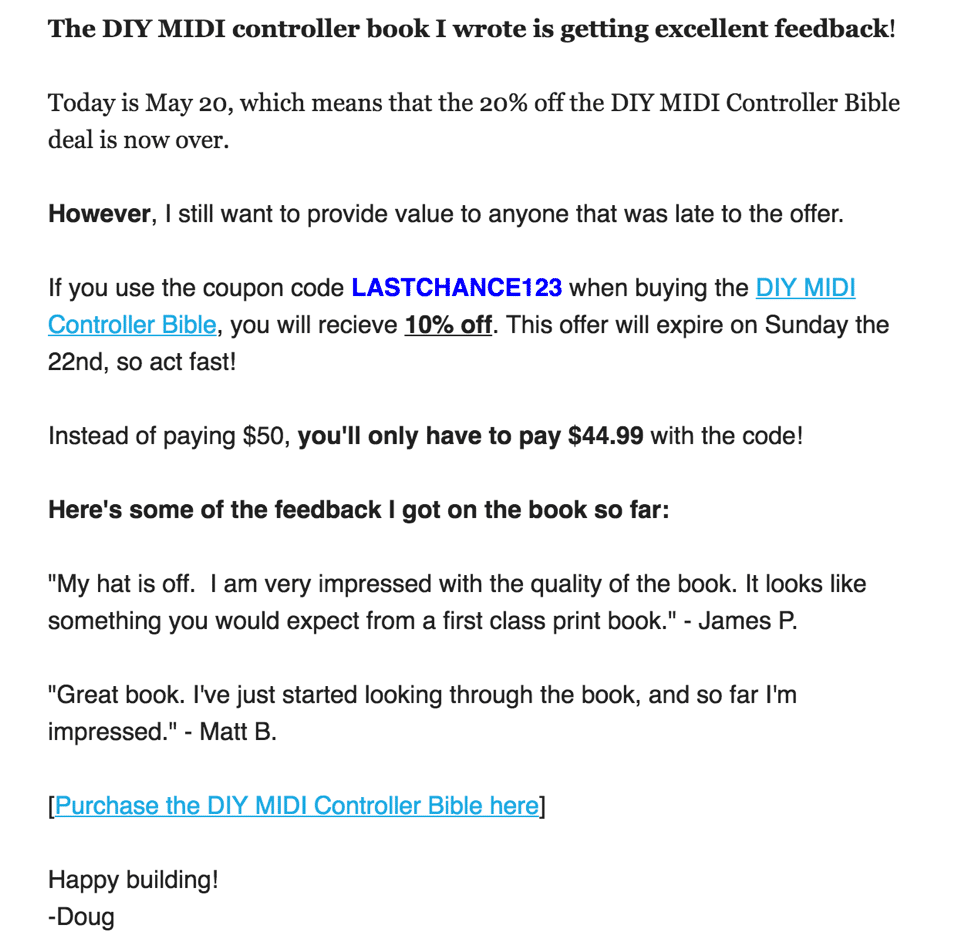 The DIY MIDI controller book I wrote is getting excellent feedback!
Today is May 20, which means that the 20% off the DIY MIDI Controller Bible
deal is now over.
However, I still want to provide value to anyone that was late to the offer.
If you use the coupon code LASTCHANCE123 when buying the DIY MIDI
Controller Bible, you will recieve 10% off. This offer will expire on Sunday the
22nd, so act fast!
Instead of paying $50, you'll only have to pay $44.99 with the code!
Here's some of the feedback I got on the book so far:
"My hat is off.  I am very impressed with the quality of the book. It looks like
something you would expect from a first class print book." - James P.
"Great book. I've just started looking through the book, and so far I'm
impressed." - Matt B.
[Purchase the DIY MIDI Controller Bible here]
Happy building!
-Doug